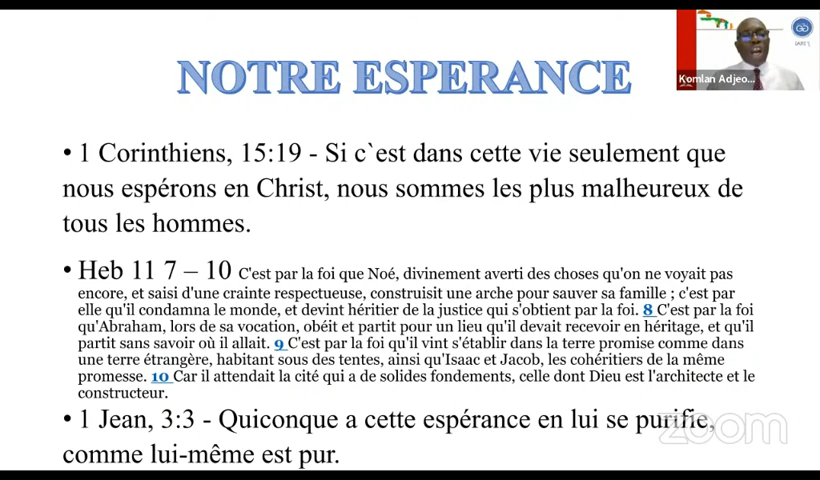 NOTRE ESPERANCE
Komlan Adjeo...
IAFF
• 1 Corinthiens, 15:19 - Si c`est dans cette vie seulement que
nous espérons en Christ, nous sommes les plus malheureux de
tous les hommes.
• Heb 11 7 – 10 C'est par la foi que Noé, divinement averti des choses qu'on ne voyait pas
encore, et saisi d'une crainte respectueuse, construisit une arche pour sauver sa famille ; c'est par
elle qu'il condamna le monde, et devint héritier de la justice qui s'obtient par la foi. 8 C'est par la foi
qu'Abraham, lors de sa vocation, obéit et partit pour un lieu qu'il devait recevoir en héritage, et qu'il
partit sans savoir où il allait. 9 C'est par la foi qu'il vint s'établir dans la terre promise comme dans
une terre étrangère, habitant sous des tentes, ainsi qu'Isaac et Jacob, les cohéritiers de la même
promesse. 10 Car il attendait la cité qui a de solides fondements, celle dont Dieu est l'architecte et le
constructeur.
• 1 Jean, 3:3 - Quiconque a cette espérance en lui se purifie,
comme lui-même est pur.
zoom